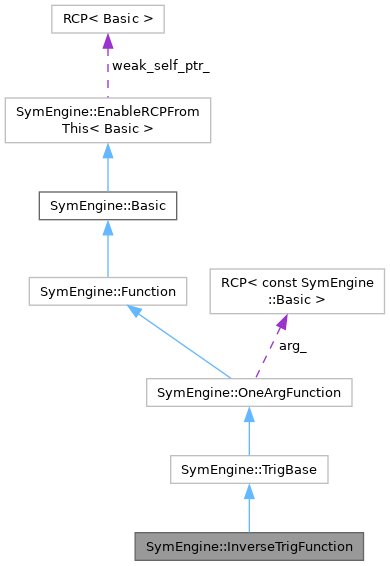 RCP< Basic >
weak_self_ptr_
SymEngine::EnableRCPFrom
This< Basic >
SymEngine::Basic
SymEngine::Function
RCP< const SymEngine
::Basic >
arg_
SymEngine::OneArgFunction
SymEngine::TrigBase
SymEngine::InverseTrigFunction